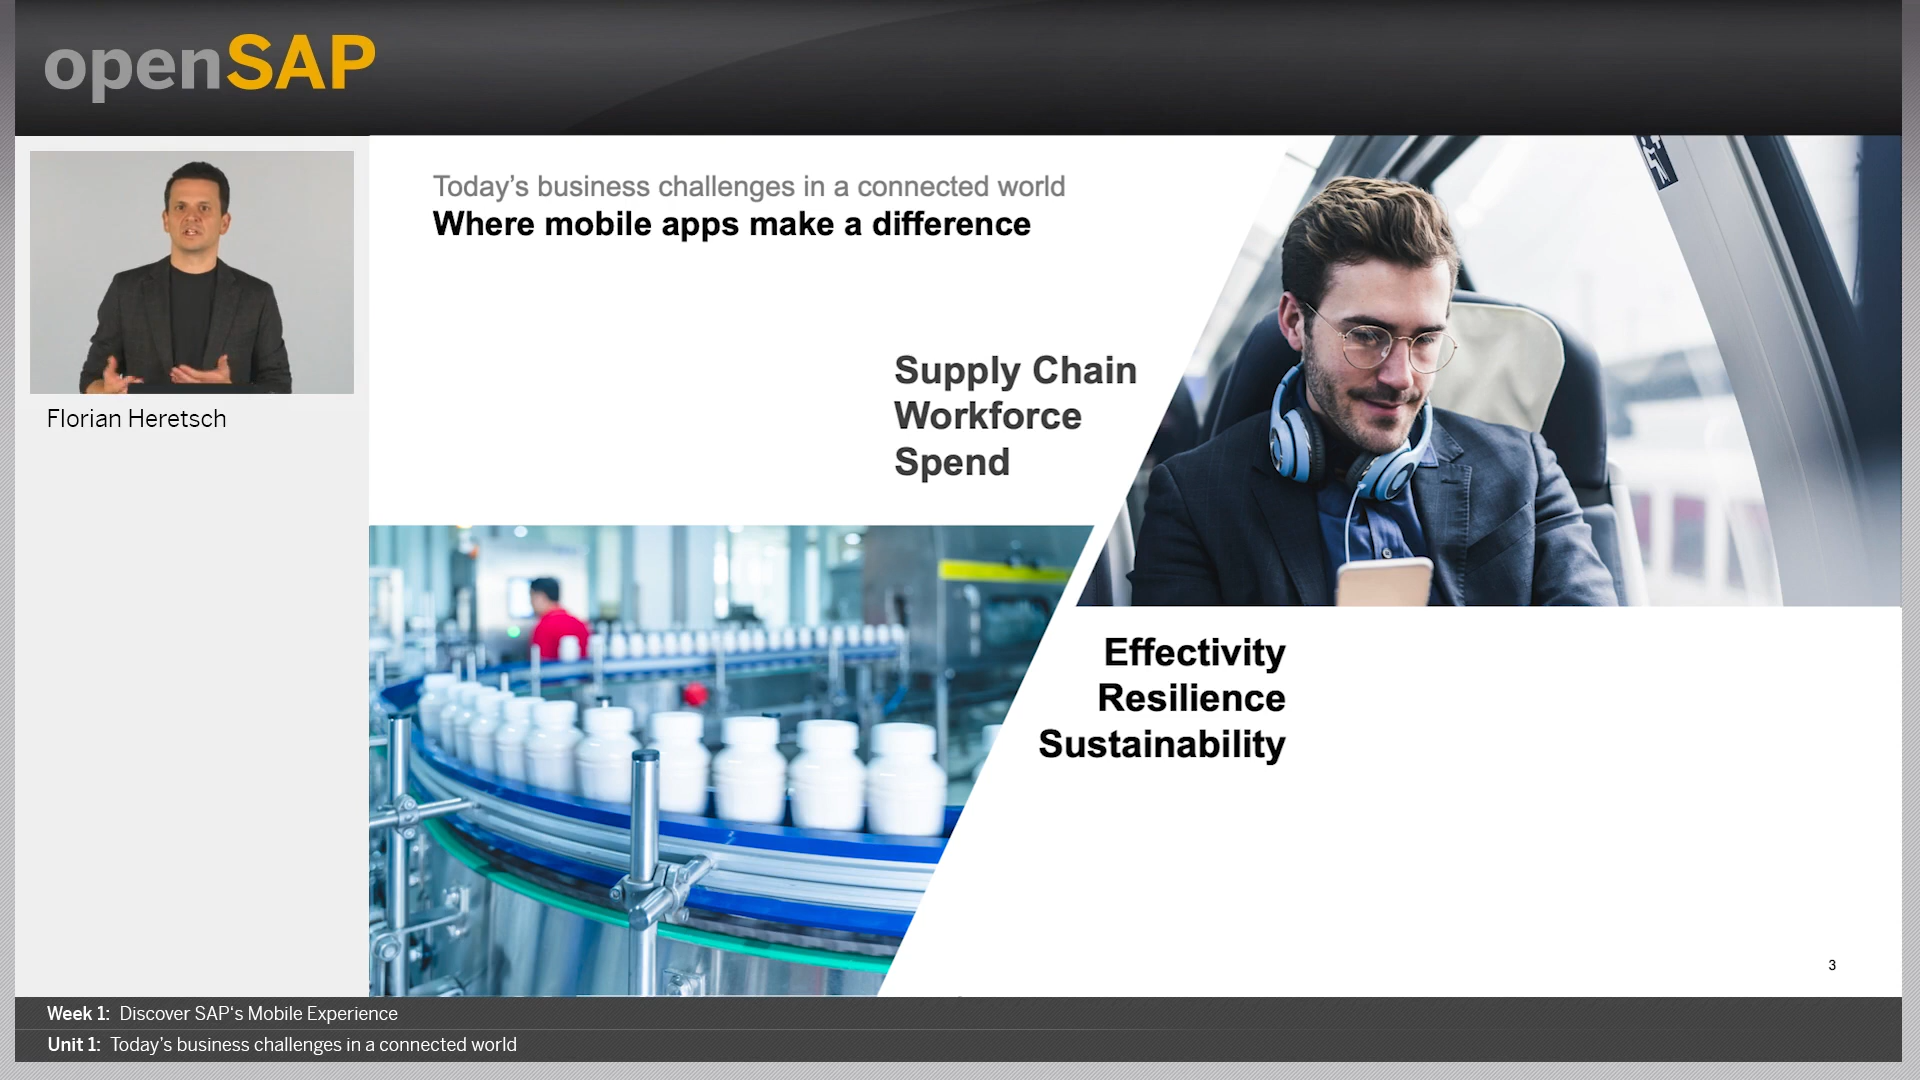 openSAP
Today’s business challenges in a connected world
Where mobile apps make a difference
Supply Chain
Workforce
Spend
Florian Heretsch
Effectivity
Resilience
Sustainability
3
Week 1: Discover SAP‘s Mobile Experience
Unit 1: Today’s business challenges in a connected world